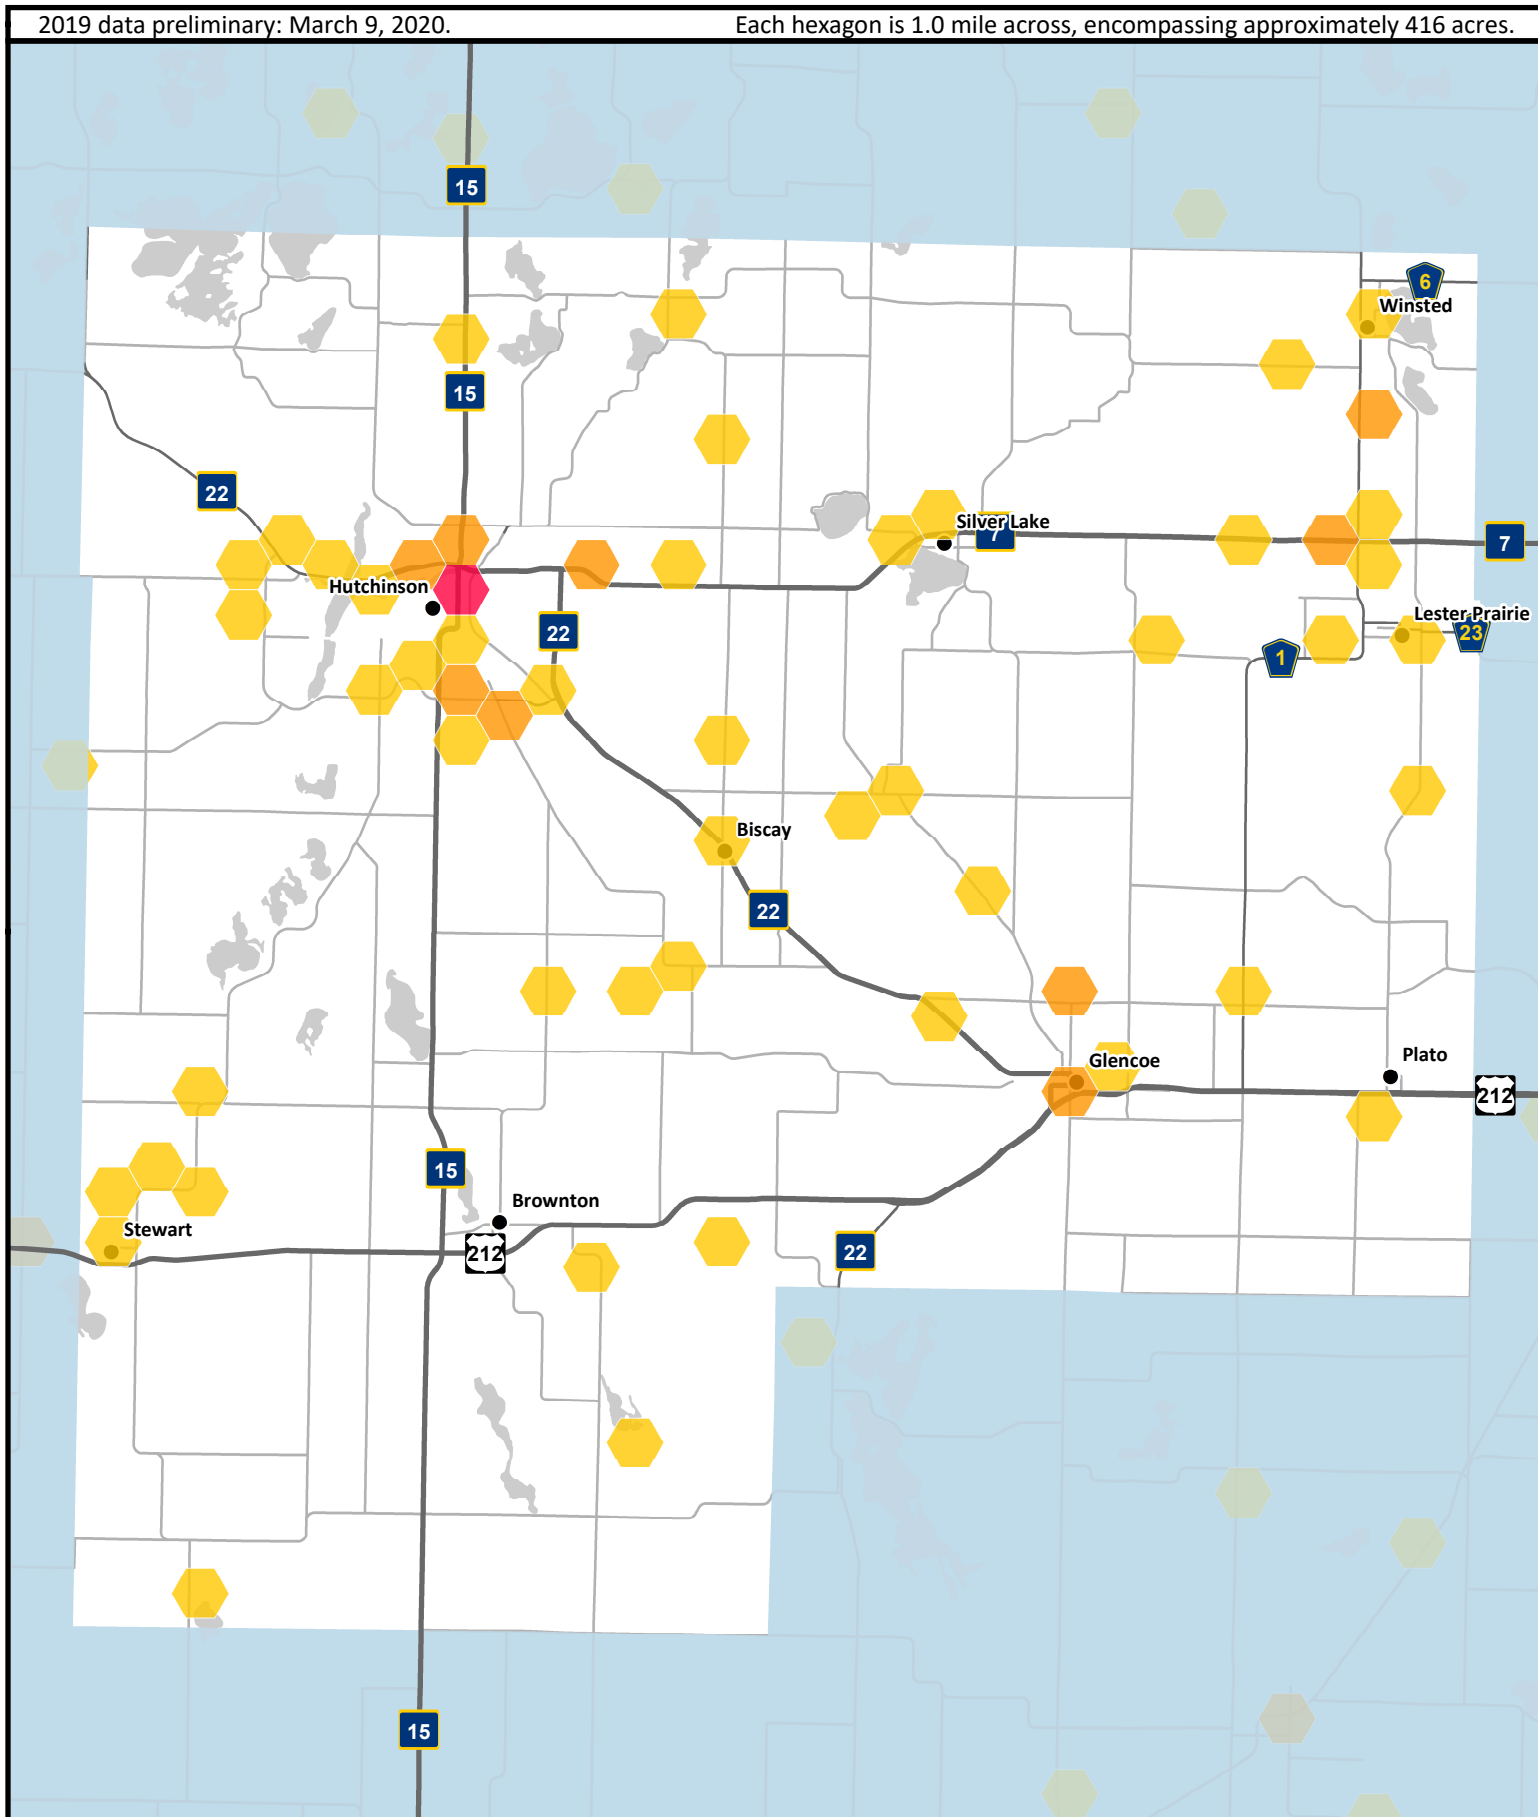 2019 data preliminary: March 9, 2020.
Each hexagon is 1.0 mile across, encompassing approximately 416 acres.
15
6
Winsted
15
22
Silver Lake
7
7
Hutchinson
Lester Prairie
22
23
1
Biscay
22
Glencoe
Plato
212
15
Brownton
Stewart
212
22
15